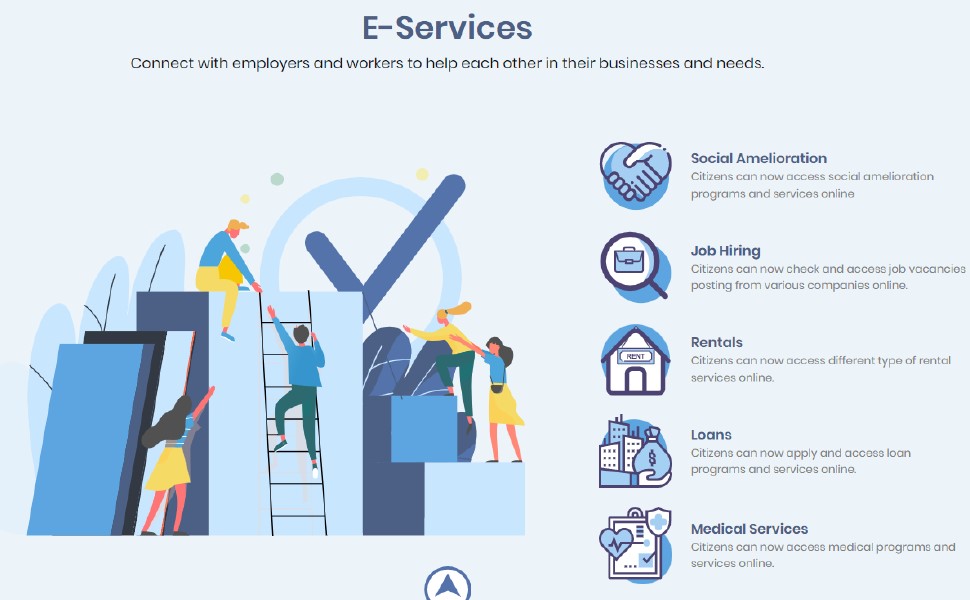 E-Services
Connect with employers and workers to help each other in their businesses and needs.
Social Amelioration
Citizens can now access social amelioration
programs and services online
Job Hiring
Citizens can now check and access job vacancies
posting from various companies online.
Rentals
RENT
Citizens can now access different type of rental
services online.
Loans
Citizens can now apply and access loan
programs and services online.
Medical Services
Citizens can now access medical programs and
services online.